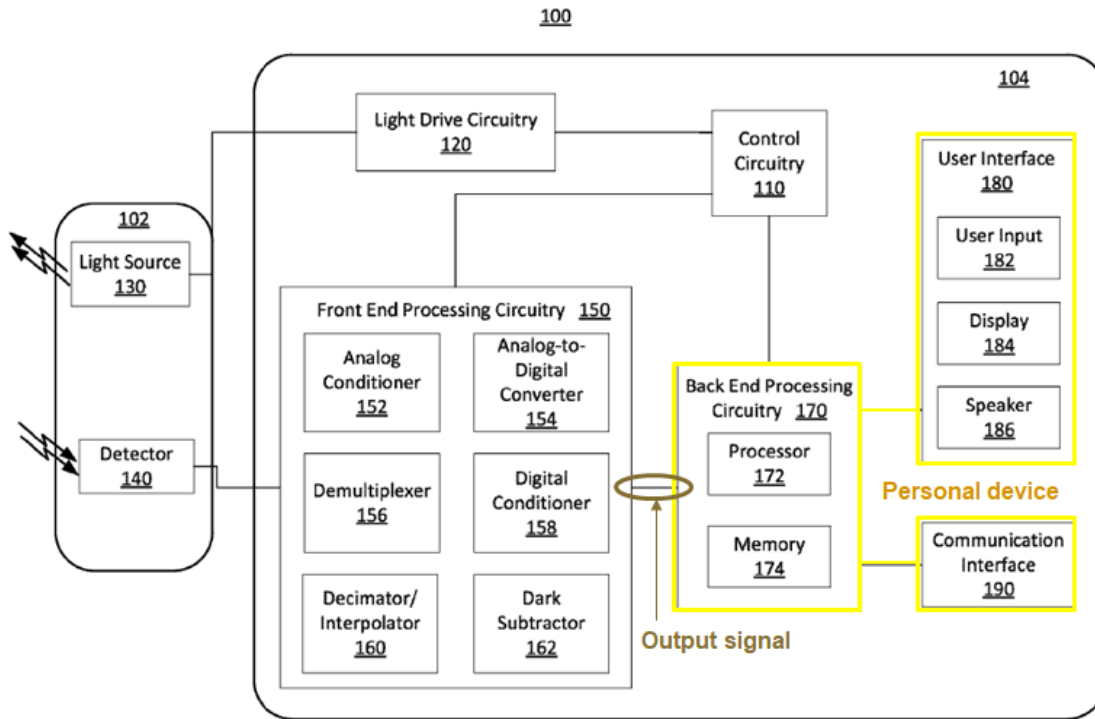 100
104
Light Drive Circuitry
120
Control
Circuitry
110
User Interface
180
User Input
182
Display
184
Speaker
186
102
Light Source
130
Detector
140
Front End Processing Circuitry 150
Analog
Conditioner
152
Analog-to-
Digital
Converter
154
Demultiplexer
156
Digital
Conditioner
158
Decimator/
Interpolator
160
Dark
Subtractor
162
Back End Processing
Circuitry 170
Processor
172
Memory
174
Personal device
Communication
Interface
190
Output signal